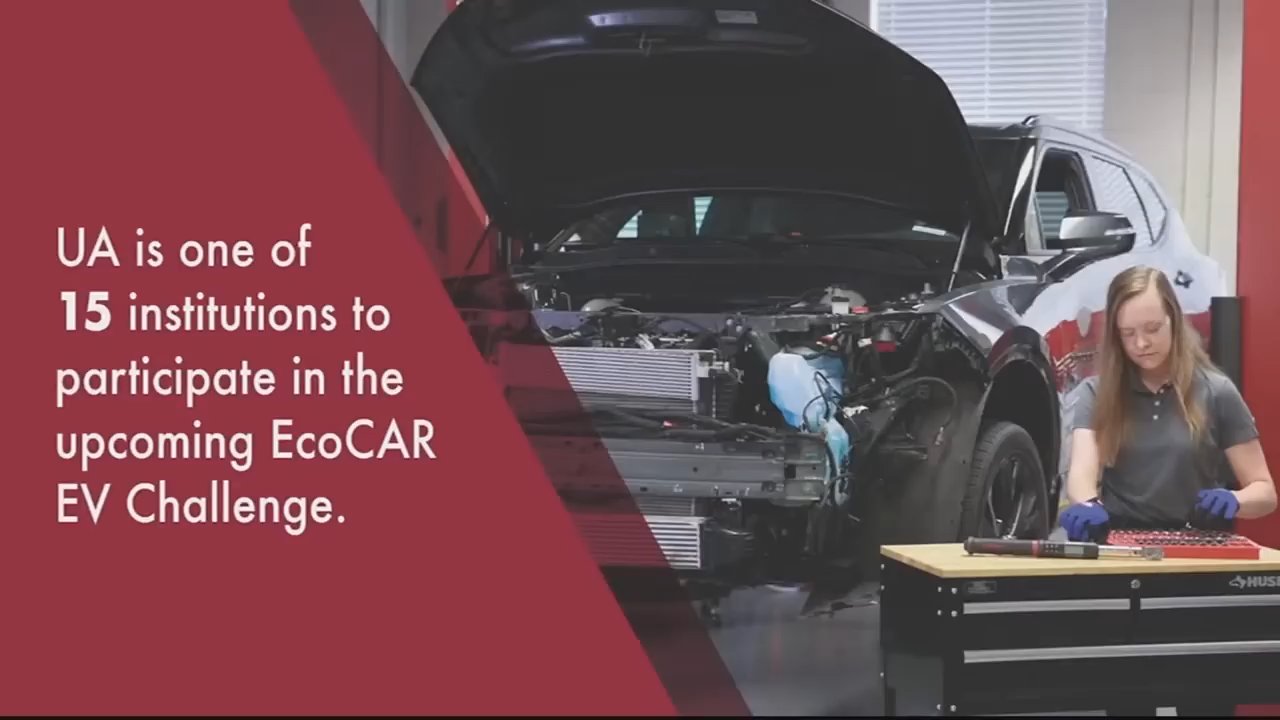 UA is one of
15 institutions to
participate in the
upcoming EcoCAR
EV Challenge.